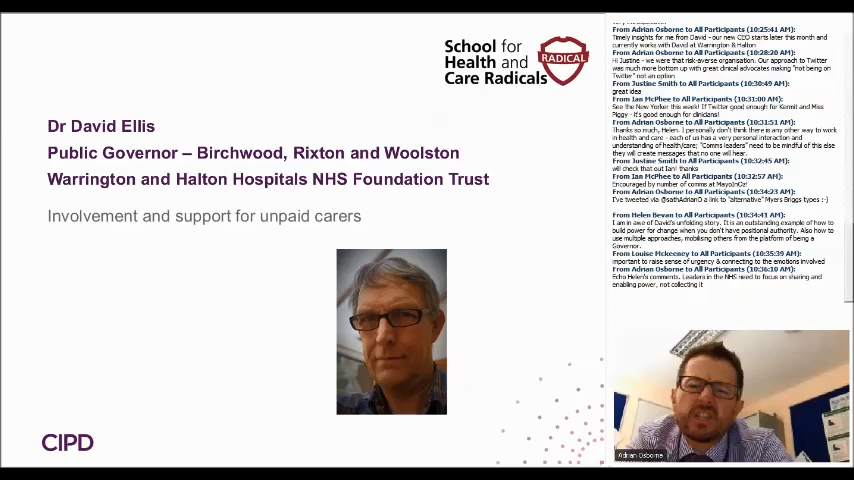 School for
Health and
Care Radicals
RADICAL
Dr David Ellis
Public Governor – Birchwood, Rixton and Woolston
Warrington and Halton Hospitals NHS Foundation Trust
Involvement and support for unpaid carers
CIPD
From Adrian Osborne to All Participants (10:25:41 AM):
Timely insights for me from David - our new CEO starts later this month and
currently works with David at Warrington & Halton
From Adrian Osborne to All Participants (10:28:20 AM):
Hi Justine - we were that risk-averse organisation. Our approach to Twitter
was much more bottom up with great clinical advocates making "not being on
Twitter" not an option
From Justine Smith to All Participants (10:30:49 AM):
great idea
From Ian McPhee to All Participants (10:31:00 AM):
See the New Yorker this week! If Twitter good enough for Kermit and Miss
Piggy - it's good enough for clinicians!
From Adrian Osborne to All Participants (10:31:51 AM):
Thanks so much, Helen. I personally don't think there is any other way to work
in health and care - each of us has a very personal interaction and
understanding of health/care; "Comms leaders" need to be mindful of this else
they will create messages that no one will hear.
From Justine Smith to All Participants (10:32:45 AM):
will check that out Ian! thanks
From Ian McPhee to All Participants (10:32:57 AM):
Encouraged by number of comms at MayoInOz!
From Adrian Osborne to All Participants (10:34:23 AM):
I've tweeted via @sathAdrianO a link to "alternative" Myers Briggs types :-)
From Helen Bevan to All Participants (10:34:41 AM):
I am in awe of David's unfolding story. It is an outstanding example of how to
build power for change when you don't have positional authority. Also how to
use multiple approaches, mobilising others from the platform of being a
Governor.
From Louise Mckeeney to All Participants (10:35:39 AM):
important to raise sense of urgency & connecting to the emotions involved
From Adrian Osborne to All Participants (10:36:10 AM):
Echo Helen's comments. Leaders in the NHS need to focus on sharing and
enabling power, not collecting it
Adrian Osborne